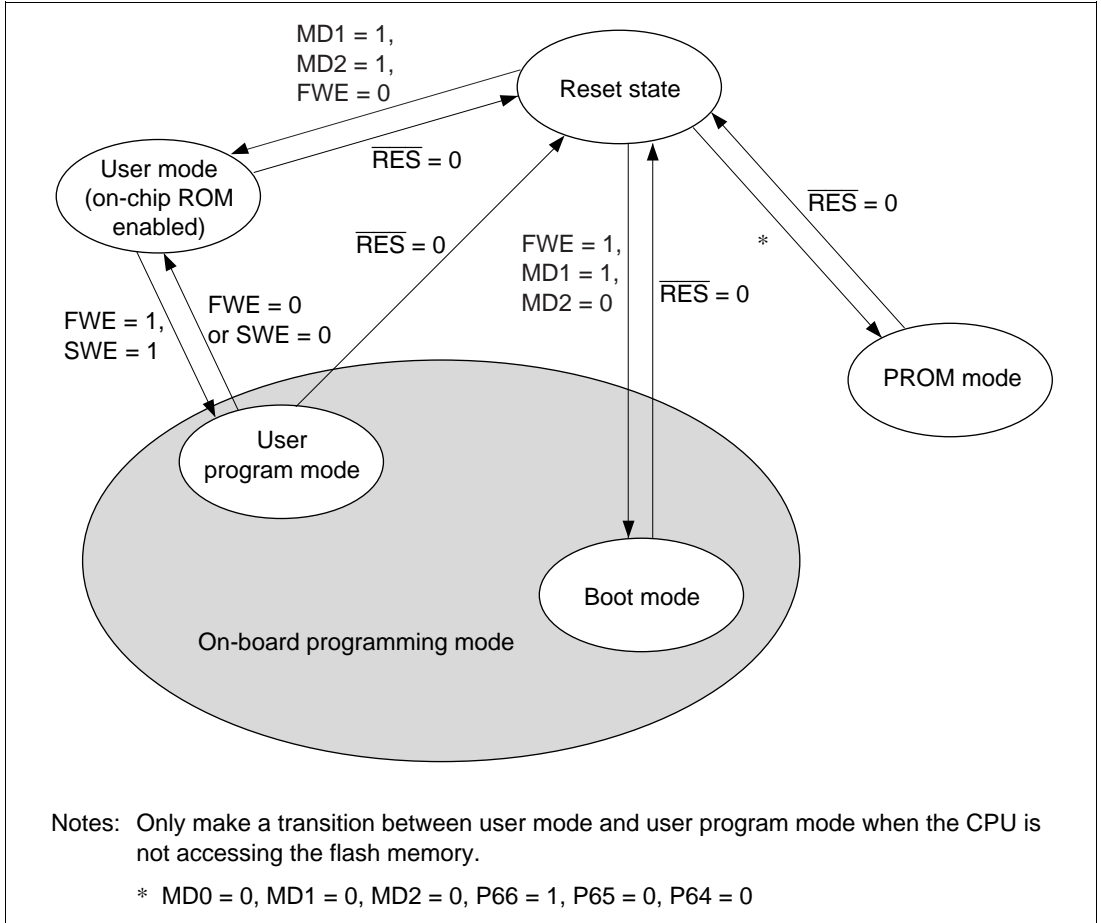 MD1 = 1,
MD2 = 1,
FWE = 0
Reset state
RES = 0
User mode
(on-chip ROM
enabled)
RES = 0
RES = 0
*
FWE = 1,
MD1 = 1,
MD2 = 0
RES = 0
FWE = 1,
SWE = 1
FWE = 0
or SWE = 0
PROM mode
User
program mode
Boot mode
On-board programming mode
Notes: Only make a transition between user mode and user program mode when the CPU is
not accessing the flash memory.
* MD0 = 0, MD1 = 0, MD2 = 0, P66 = 1, P65 = 0, P64 = 0